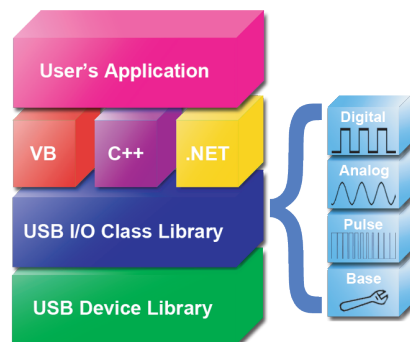 User's Application
VB
C++
.NET
USB I/O Class Library
USB Device Library
Digital
Analog
Pulse
Base